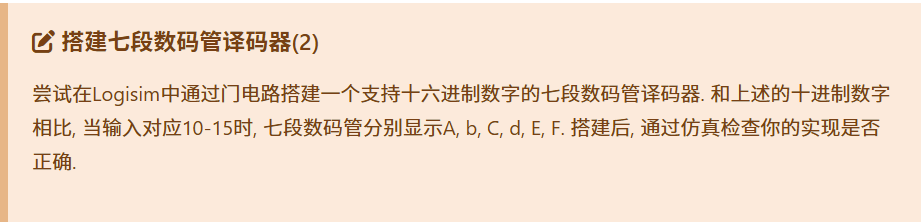 搭建七段数码管译码器(2)
尝试在Logisim中通过门电路搭建一个支持十六进制数字的七段数码管译码器. 和上述的十进制数字
相比, 当输入对应10-15时, 七段数码管分别显示A, b, C, d, E, F. 搭建后, 通过仿真检查你的实现是否
正确.